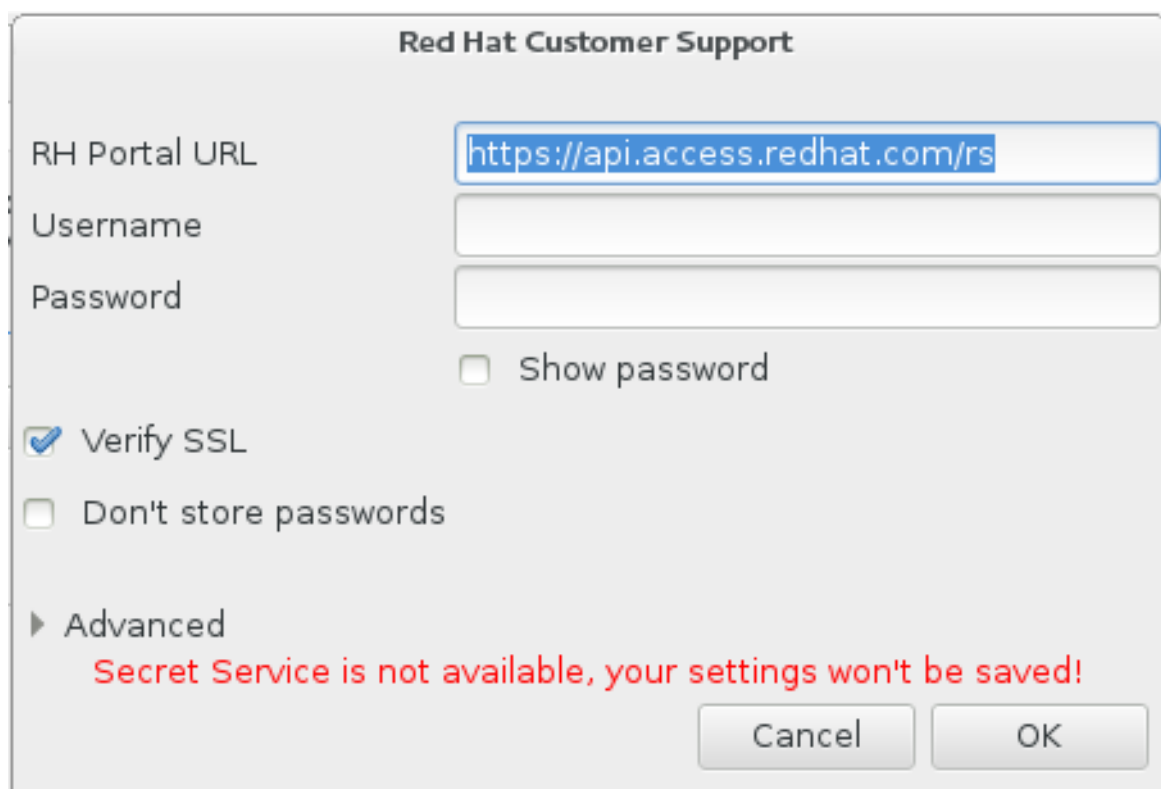 Red Hat Customer Support
RH Portal URL https://api.access.redhat.com/rs
Username
Password
Show password
Verify SSL
Don't store passwords
Advanced
Secret Service is not available, your settings won't be saved!
Cancel OK